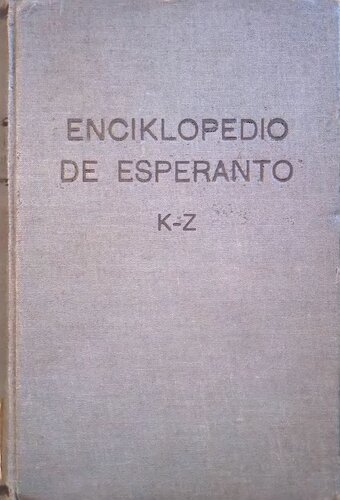 ENCIKLOPEDIO
DE ESPERANTO
K-Z